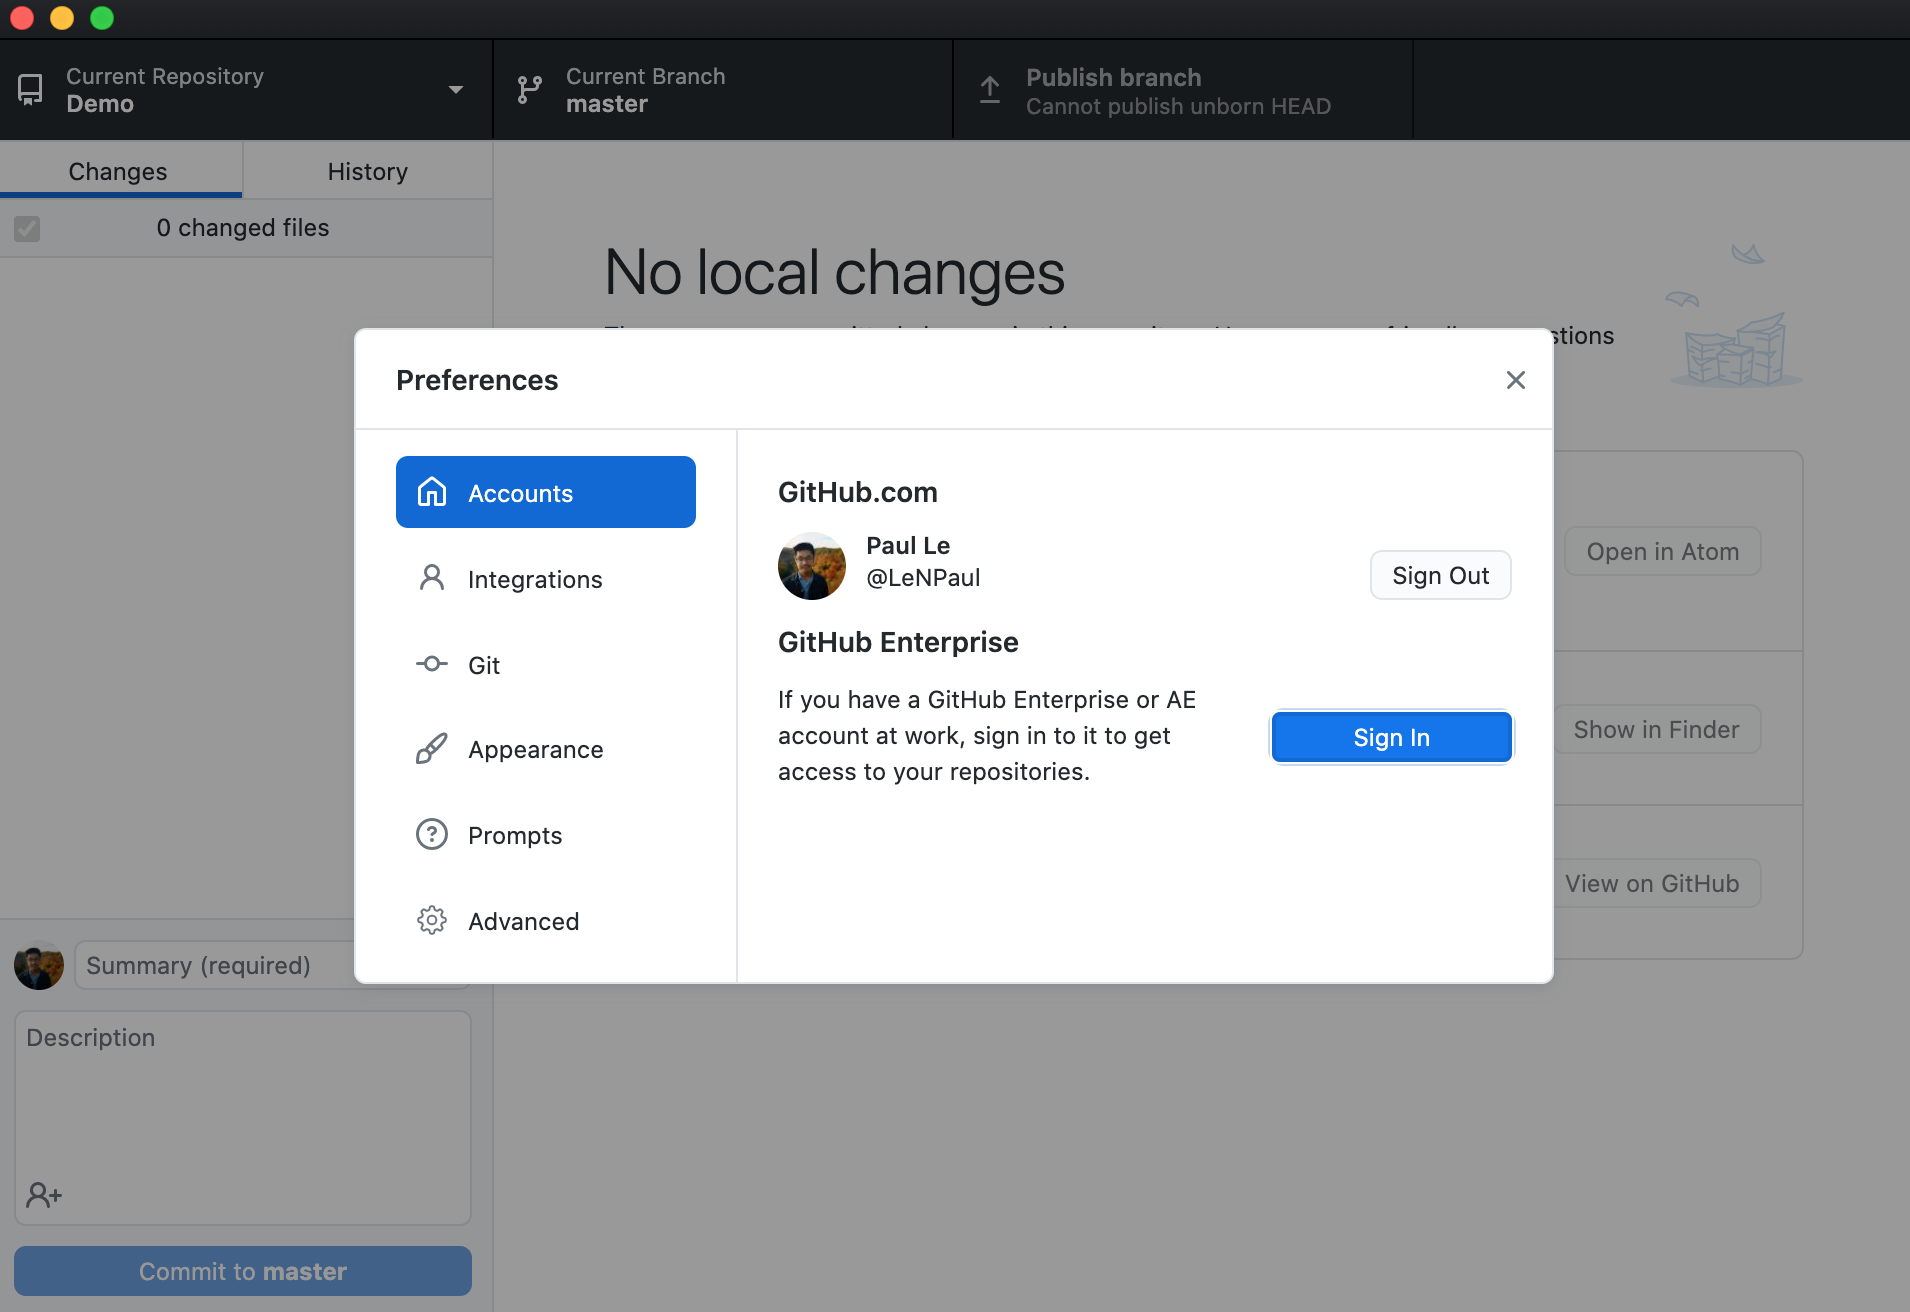 Current Repository
Demo
Current Branch
master
Publish branch
Cannot publish unborn HEAD
Changes
History
0 changed files
No local changes
stions
Preferences
Accounts
Integrations
Git
Appearance
Prompts
Advanced
GitHub.com
Paul Le
@LeNPaul
Sign Out
GitHub Enterprise
If you have a GitHub Enterprise or AE
account at work, sign in to it to get
access to your repositories.
Sign In
Open in Atom
Show in Finder
View on GitHub
Summary (required)
Description
Commit to master